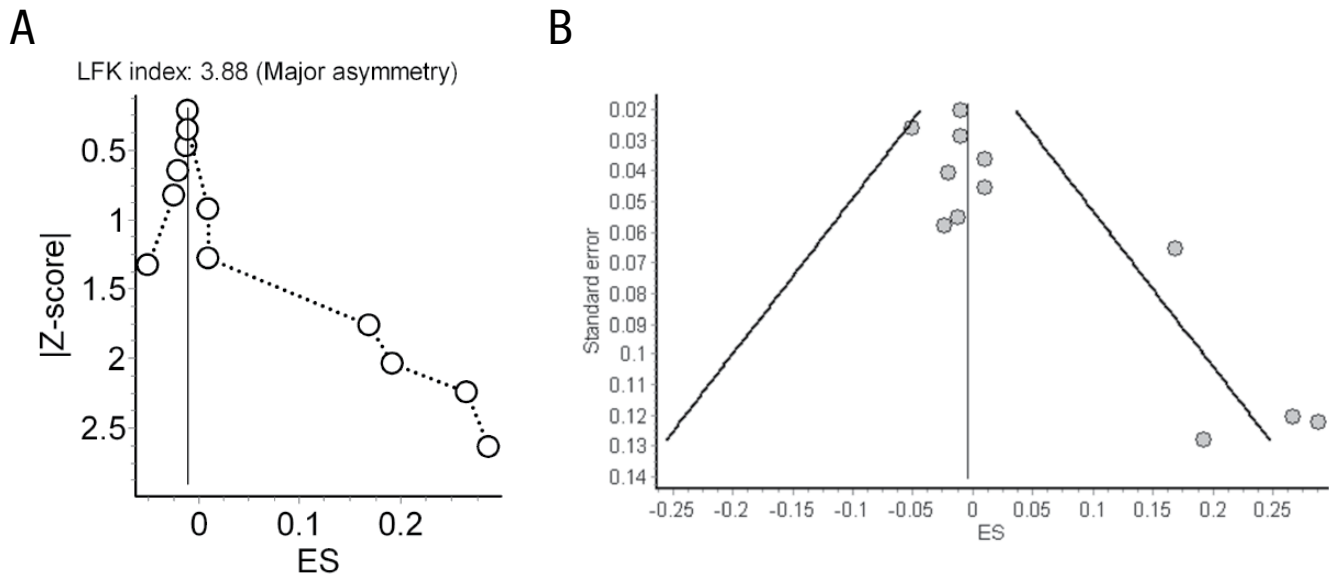 A
LFK index: 3.88 (Major asymmetry)
|Z-score|
0.5
1
1.5
2
2.5
0 0.1 0.2
ES
B
Standard error
0.02
0.03
0.04
0.05
0.06
0.07
0.08
0.09
0.1
0.11
0.12
0.13
0.14
-0.25 -0.2 -0.15 -0.1 -0.05 0 0.05 0.1 0.15 0.2 0.25
ES